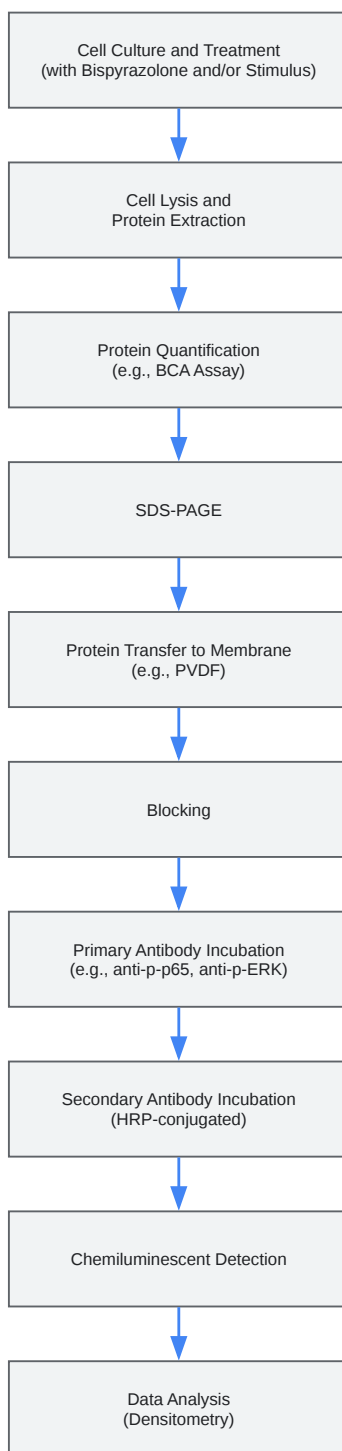 Cell Culture and Treatment
(with Bispyrazolone and/or Stimulus)
Cell Lysis and
Protein Extraction
Protein Quantification
(e.g., BCA Assay)
SDS-PAGE
Protein Transfer to Membrane
(e.g., PVDF)
Blocking
Primary Antibody Incubation
(e.g., anti-p-p65, anti-p-ERK)
Secondary Antibody Incubation
(HRP-conjugated)
Chemiluminescent Detection
Data Analysis
(Densitometry)